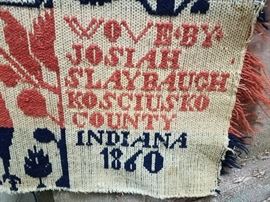 WOVE·BY·
JOSIAH
SLAYBAUGH
KOSCIUSKO
COUNTY
INDIANA
1860